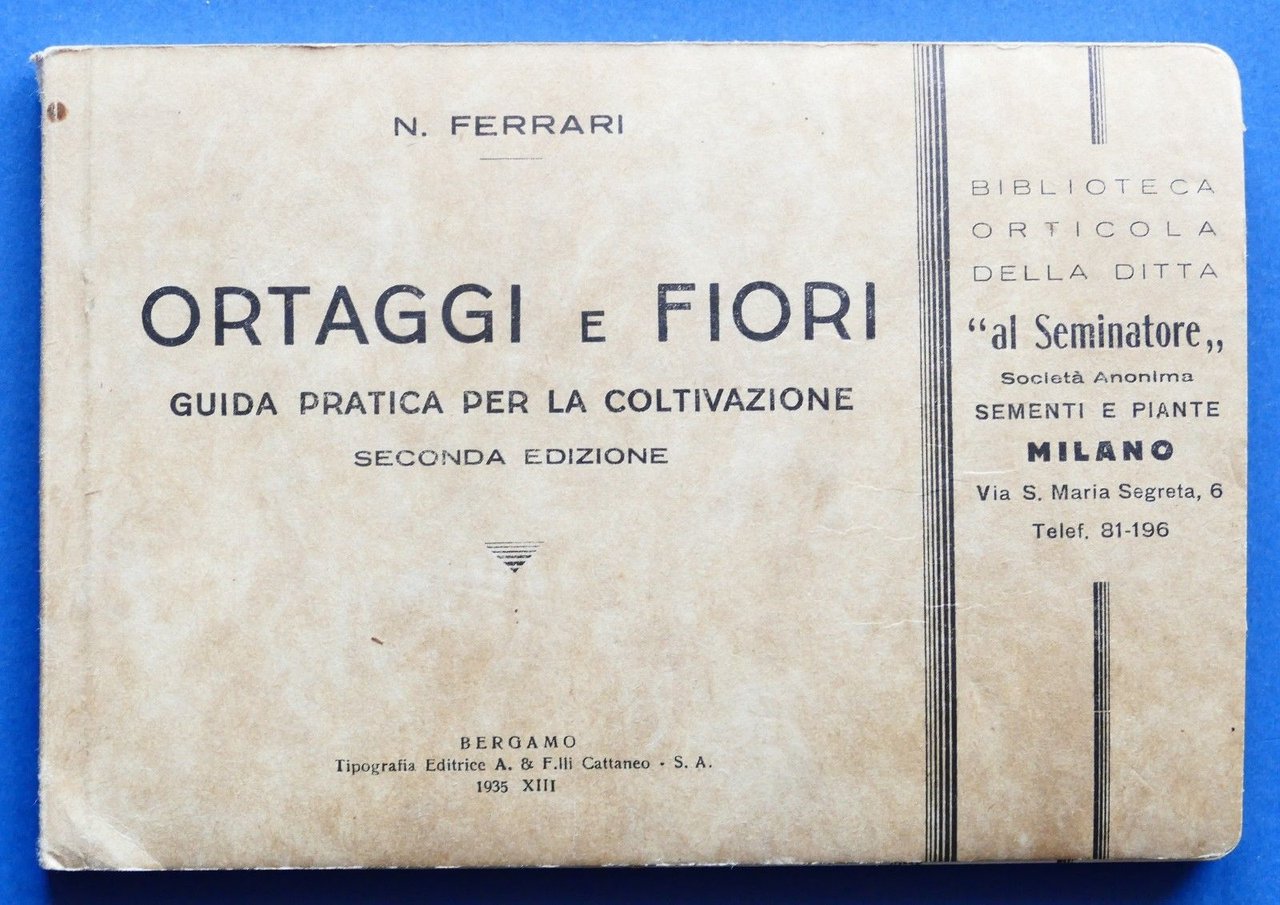 N. FERRARI
ORTAGGI E FIORI
GUIDA PRATICA PER LA COLTIVAZIONE
SECONDA EDIZIONE
BERGAMO
Tipografia Editrice A. & F.lli Cattaneo - S. A.
1935 XIII
BIBLIOTECA
ORTICOLA
DELLA DITTA
“al Seminatore„
Società Anonima
SEMENTI E PIANTE
MILANO
Via S. Maria Segreta, 6
Telef. 81-196